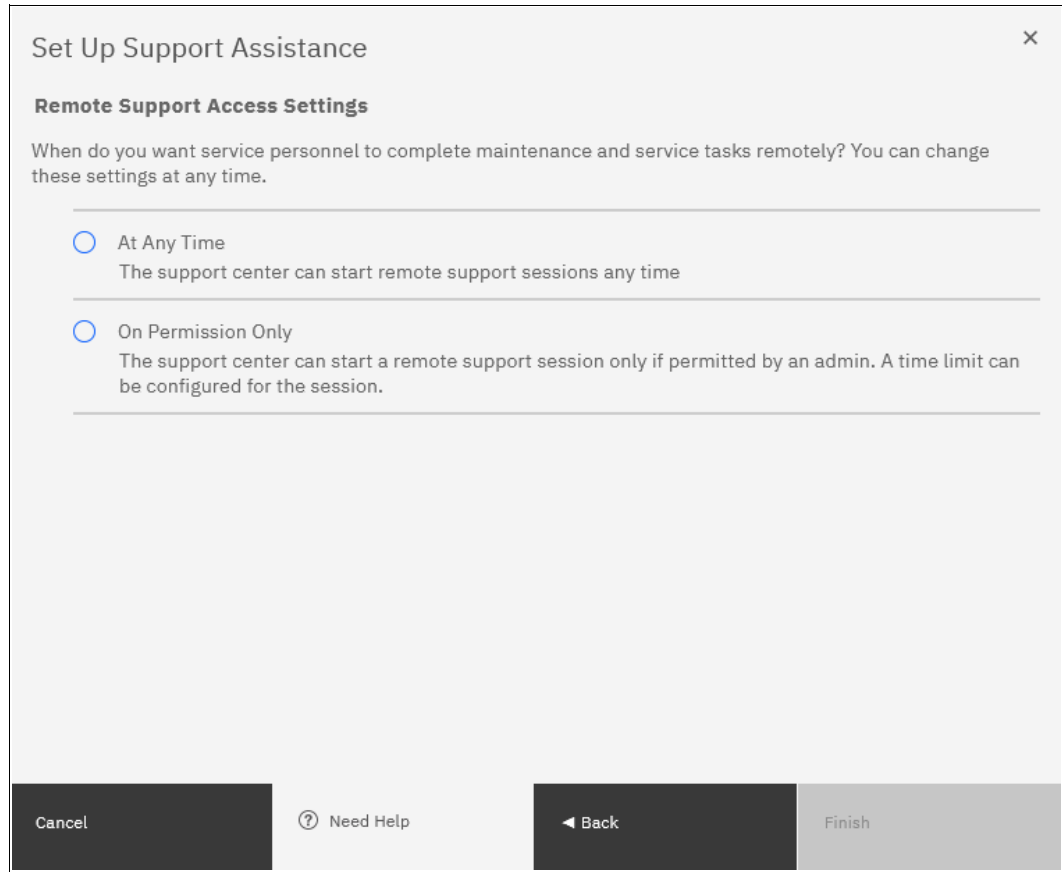 Set Up Support Assistance
Remote Support Access Settings
When do you want service personnel to complete maintenance and service tasks remotely? You can change
these settings at any time.
At Any Time
The support center can start remote support sessions any time
On Permission Only
The support center can start a remote support session only if permitted by an admin. A time limit can
be configured for the session.
Cancel
Need Help
Back
Finish